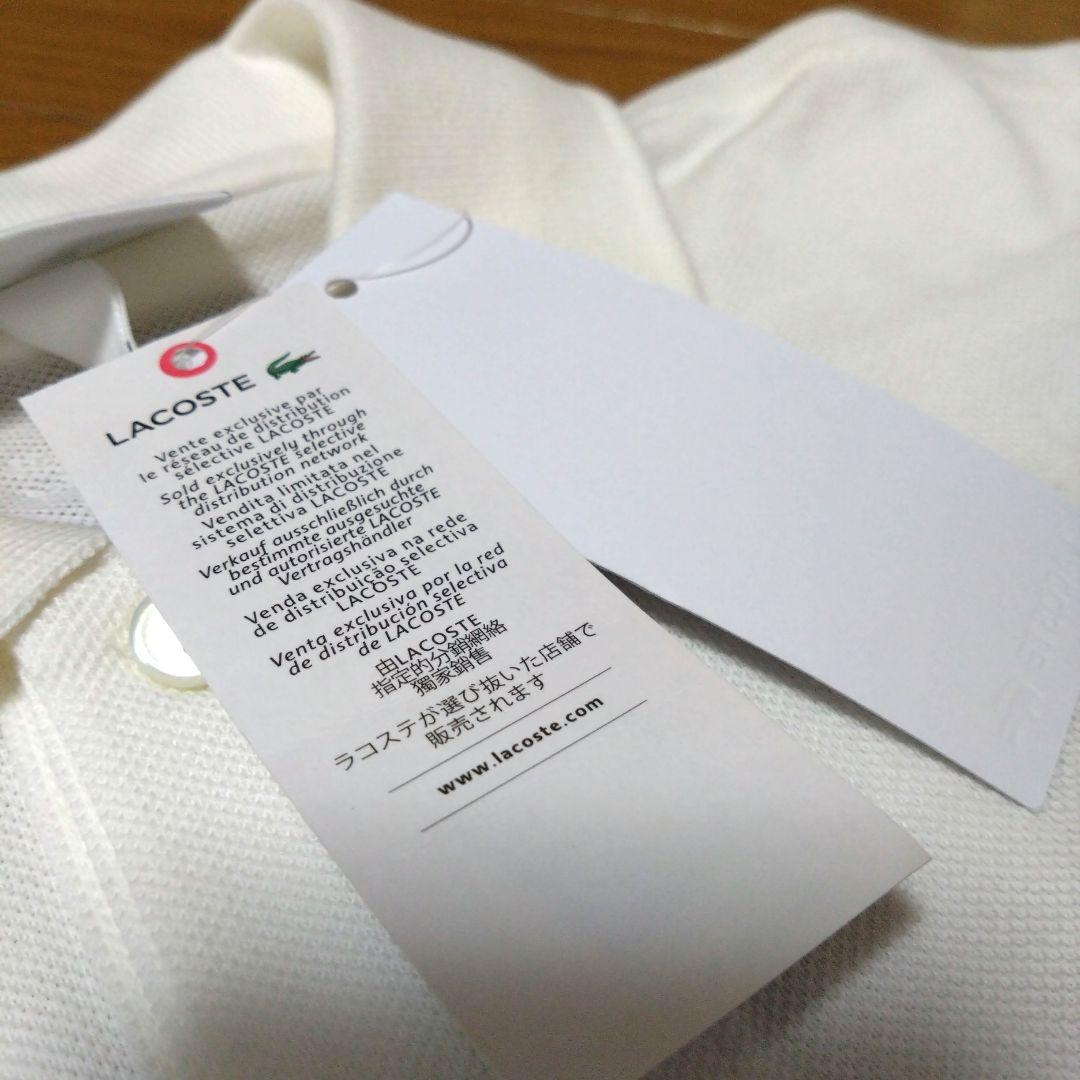 LACOSTE
Vente exclusive par
le réseau de distribution
sélective LACOSTE
Sold exclusively through
the LACOSTE selective
distribution network
Vendita limitata nel
sistema di distribuzione
selettiva LACOSTE
Verkauf ausschließlich durch
bestimmte ausgesuchte
und autorisierte LACOSTE
Vertragshändler
Venda exclusiva na rede
de distribuição selectiva
LACOSTE
Venta exclusiva por la red
de distribución selectiva
de LACOSTE
由LACOSTE
指定的分銷網絡
獨家銷售
ラコステが選び抜いた店舗で
販売されます
www.lacoste.com